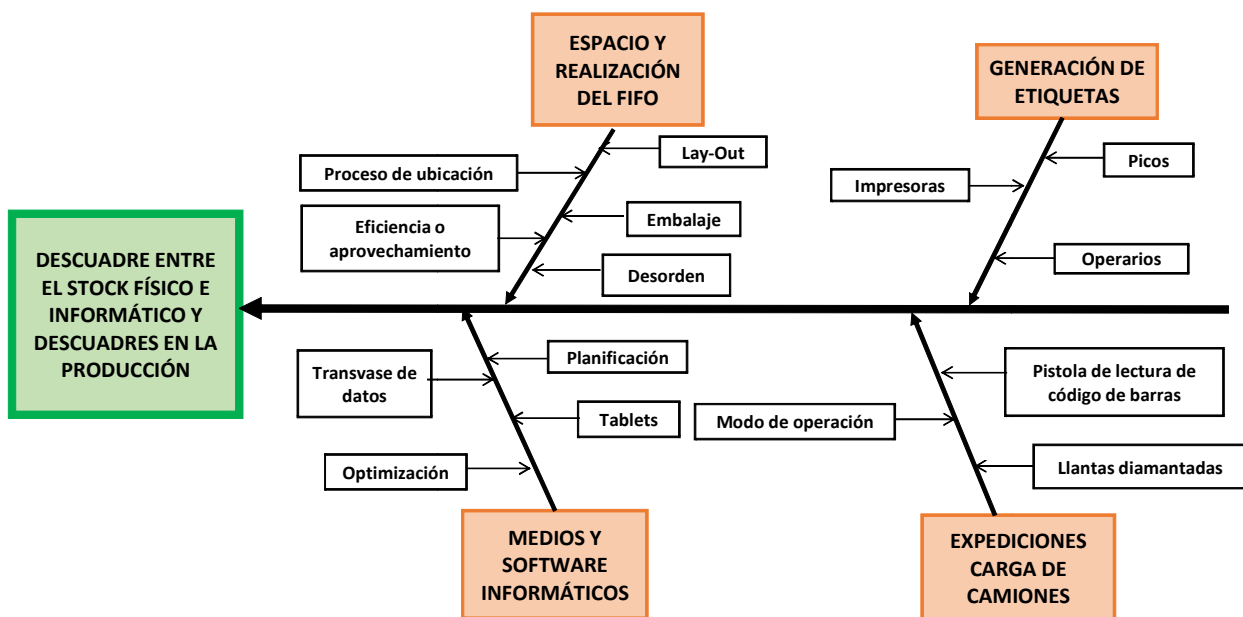 ESPACIO Y
REALIZACIÓN
DEL FIFO
GENERACIÓN DE
ETIQUETAS
Lay-Out
Proceso de ubicación
Embalaje
Eficiencia o
aprovechamiento
Desorden
Picos
Impresoras
Operarios
DESCUADRE ENTRE
EL STOCK FÍSICO E
INFORMÁTICO Y
DESCUADRES EN LA
PRODUCCIÓN
Planificación
Transvase de
datos
Tablets
Optimización
Pistola de lectura de
código de barras
Modo de operación
Llantas diamantadas
MEDIOS Y
SOFTWARE
INFORMÁTICOS
EXPEDICIONES
CARGA DE
CAMIONES